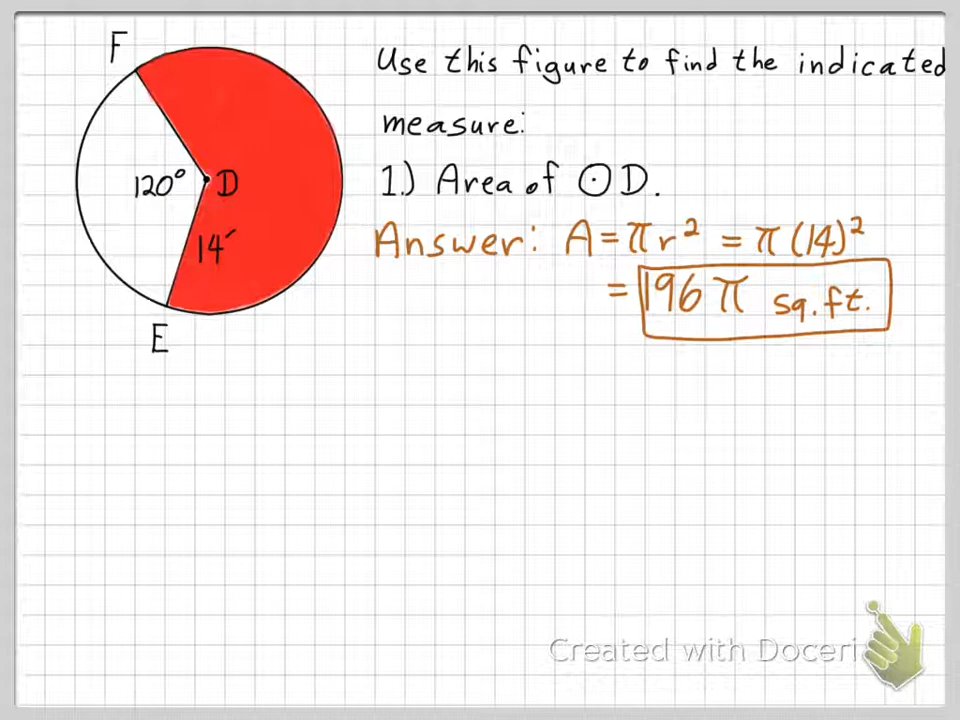 F
Use this figure to find the indicated
measure:
120° D
1.) Area of ⊙D.
14′
Answer: A = πr² = π(14)²
= 196π sq.ft.
E
Created with Doceri